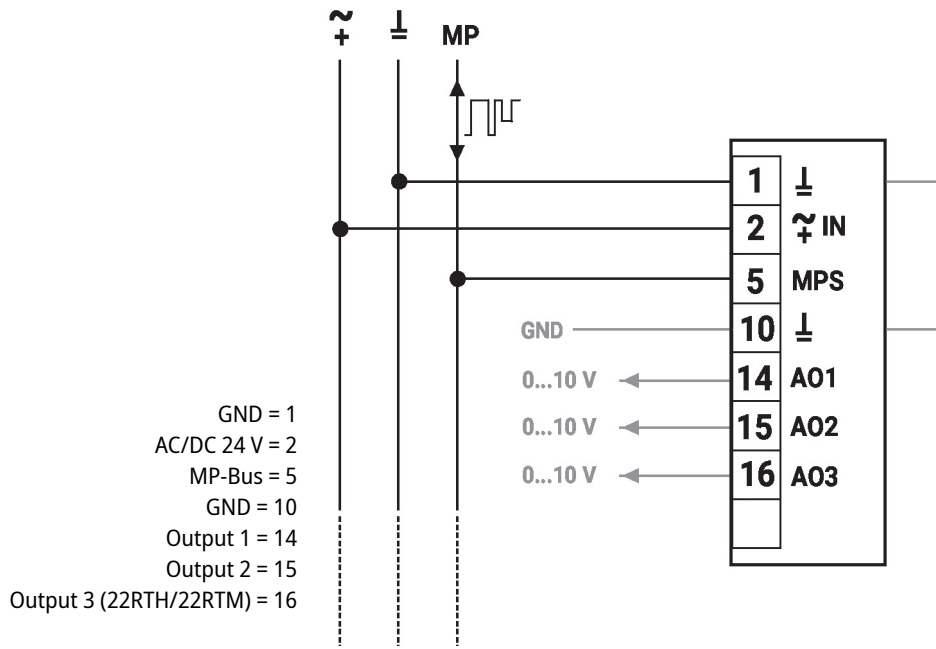 ~ + ⊥ MP
1 ⊥
2 ~ + IN
5 MPS
GND 10 ⊥
0...10 V 14 AO1
0...10 V 15 AO2
0...10 V 16 AO3
GND = 1
AC/DC 24 V = 2
MP-Bus = 5
GND = 10
Output 1 = 14
Output 2 = 15
Output 3 (22RTH/22RTM) = 16